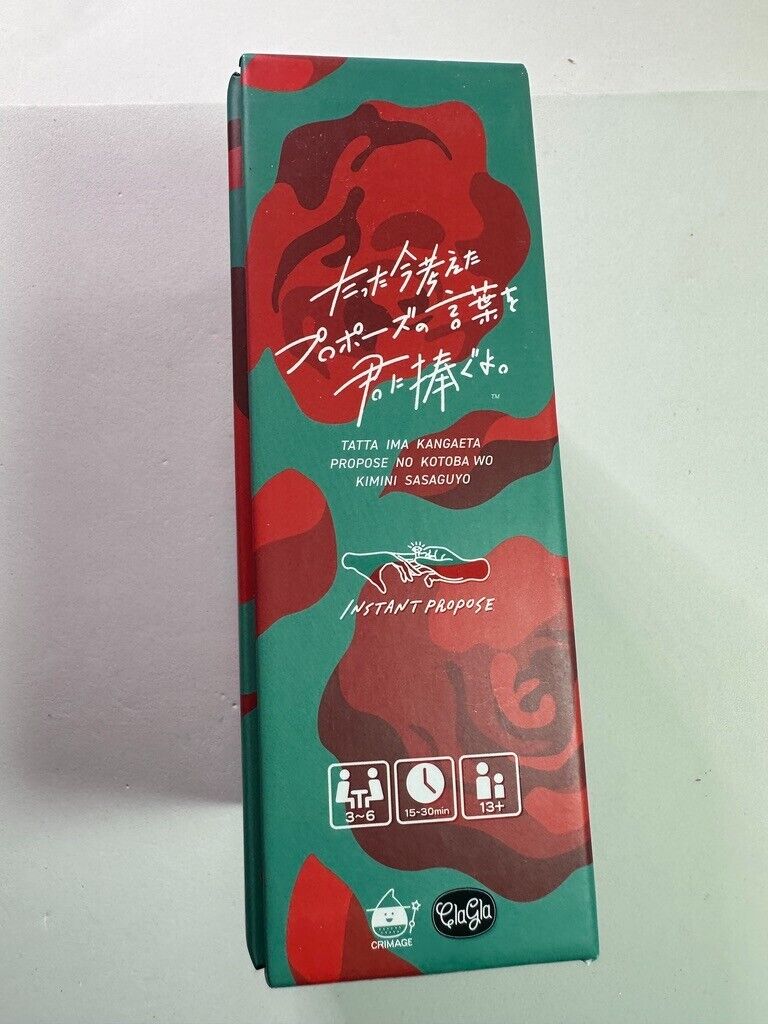 たった今考えた
プロポーズの言葉を
君に捧ぐよ。
TM
TATTA IMA KANGAETA
PROPOSE NO KOTOBA WO
KIMINI SASAGUYO
INSTANT PROPOSE
3~6
15-30min
13+
CRIMAGE
ClaGla